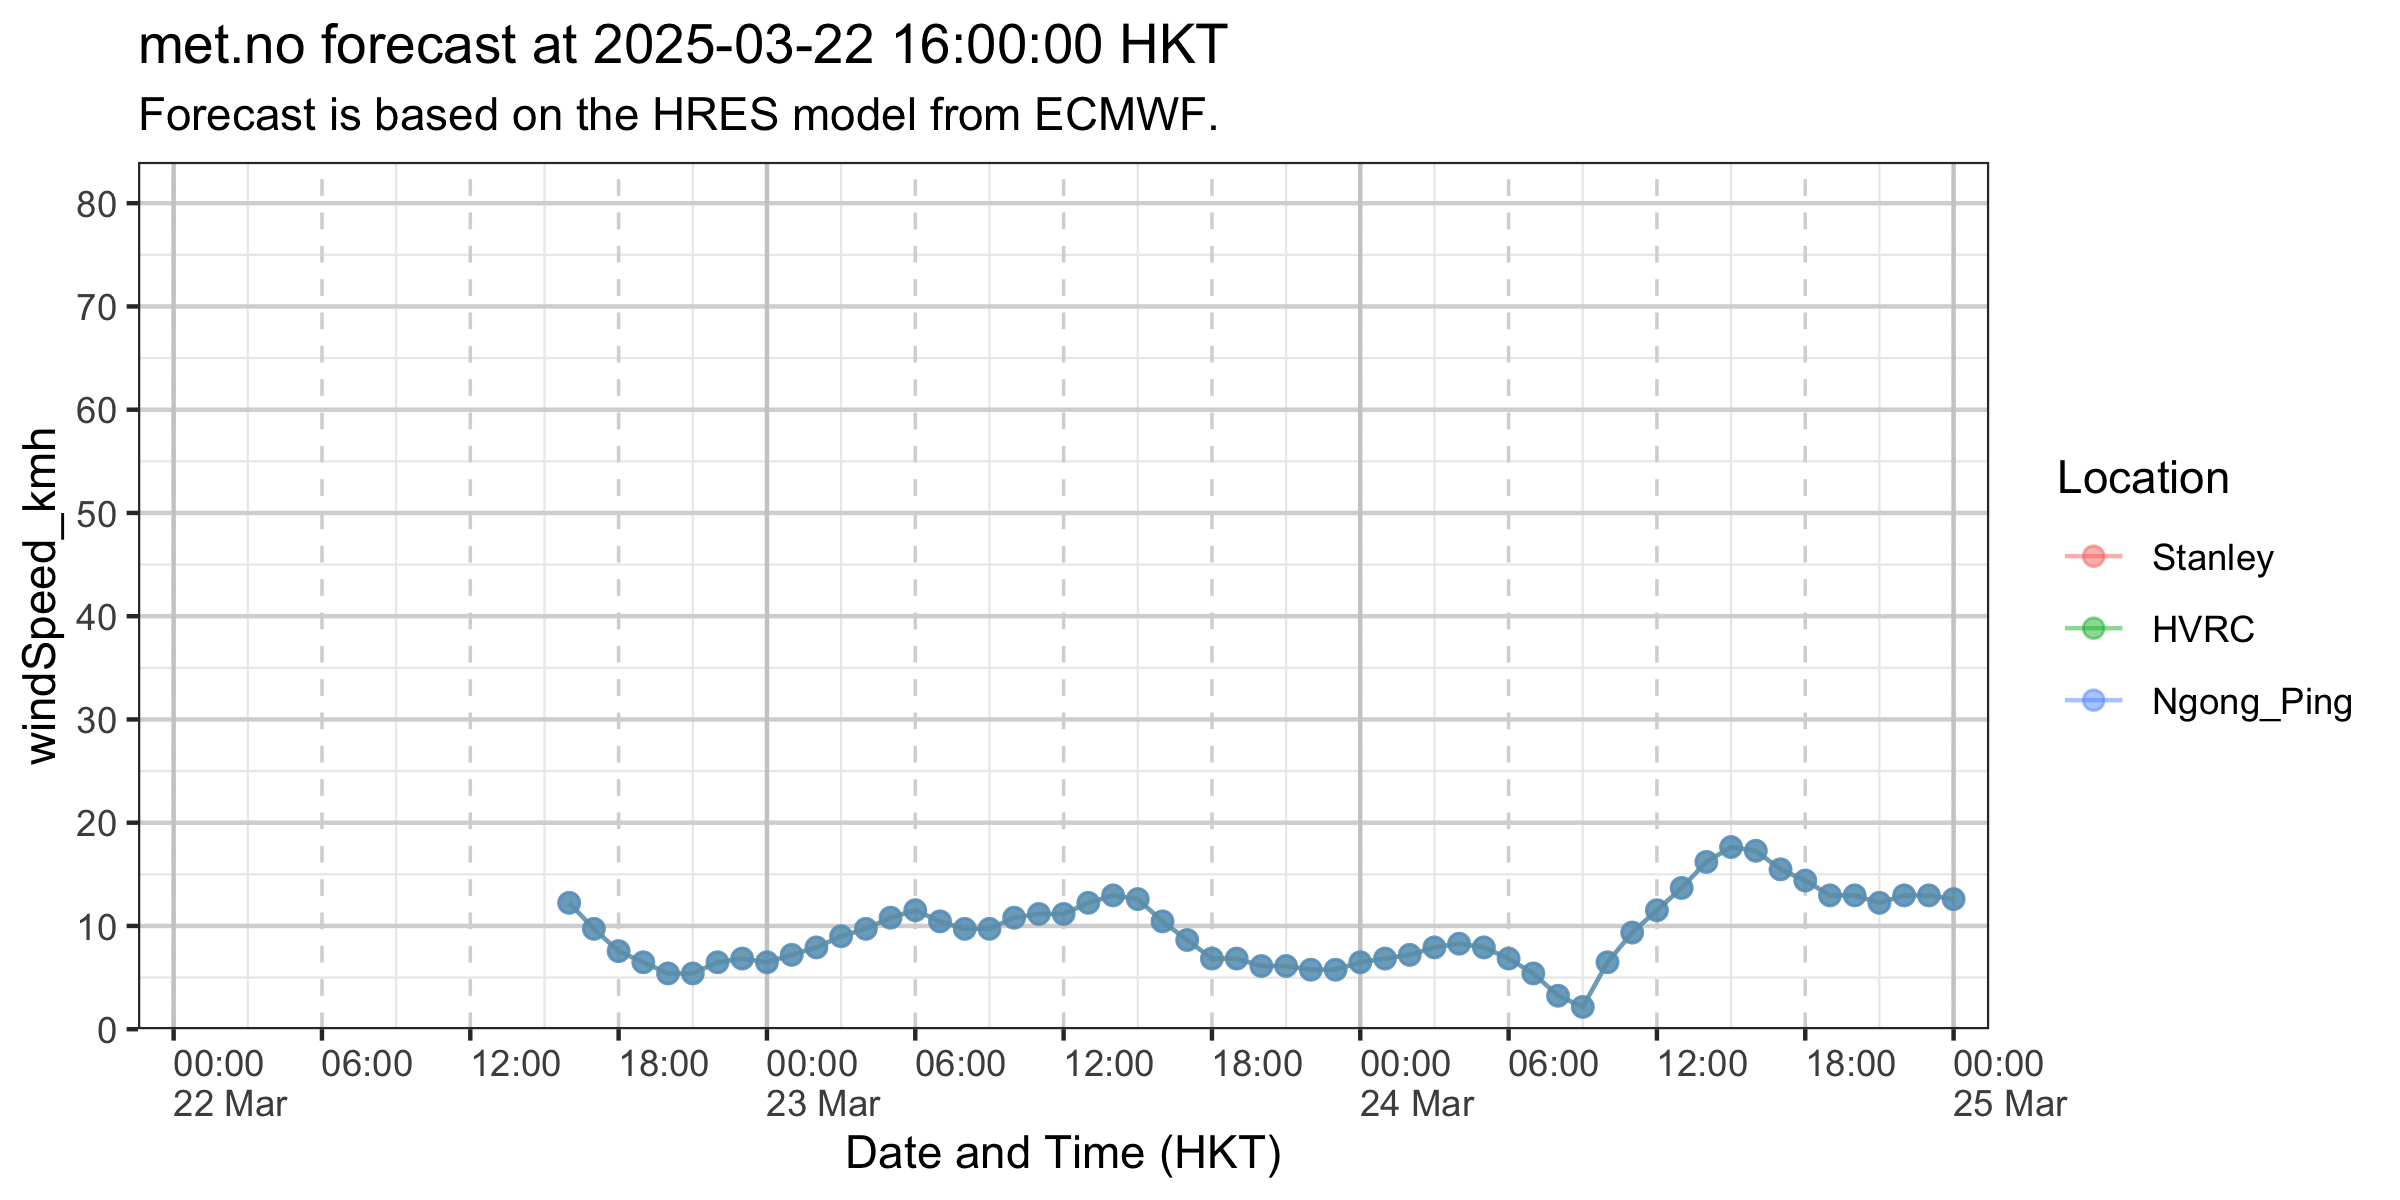 met.no forecast at 2025-03-22 16:00:00 HKT
Forecast is based on the HRES model from ECMWF.
windSpeed_kmh
80
70
60
50
40
30
20
10
0
00:00 06:00 12:00 18:00 00:00 06:00 12:00 18:00 00:00 06:00 12:00 18:00 00:00
22 Mar 23 Mar 24 Mar 25 Mar
Date and Time (HKT)
Location
Stanley
HVRC
Ngong_Ping